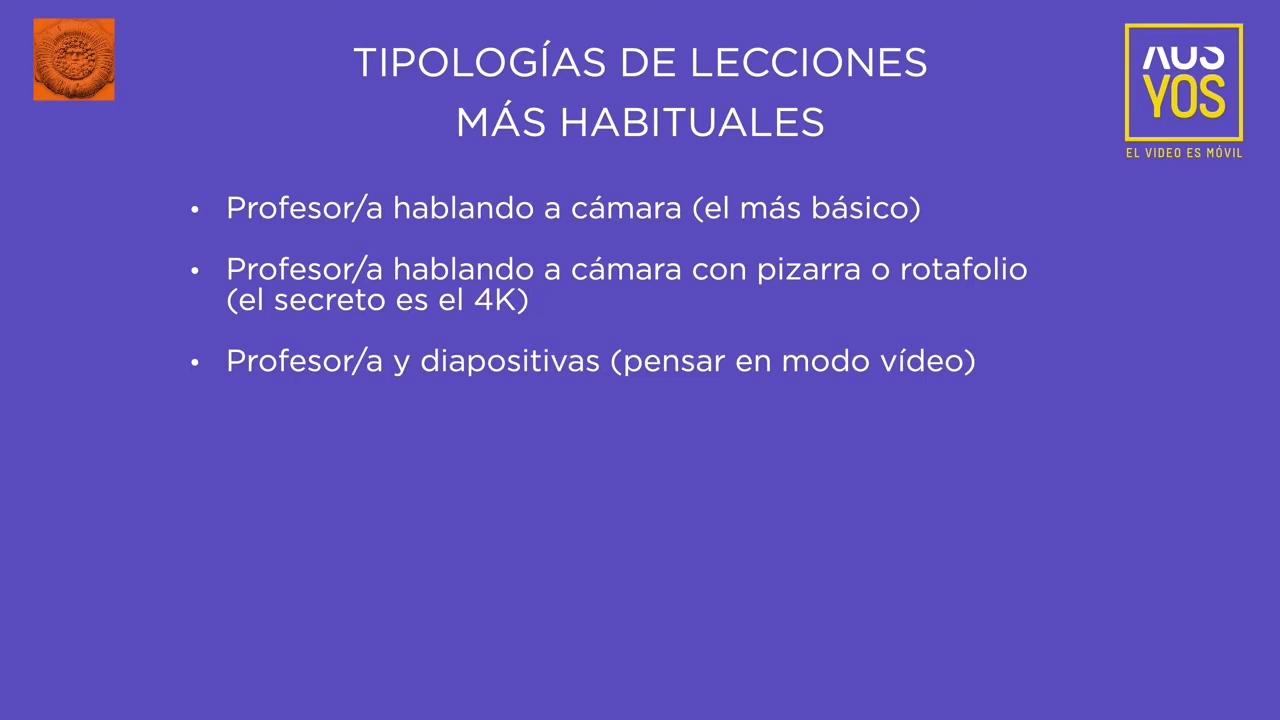 TIPOLOGÍAS DE LECCIONES
MÁS HABITUALES
YOS
EL VIDEO ES MÓVIL
• Profesor/a hablando a cámara (el más básico)
• Profesor/a hablando a cámara con pizarra o rotafolio
(el secreto es el 4K)
• Profesor/a y diapositivas (pensar en modo vídeo)